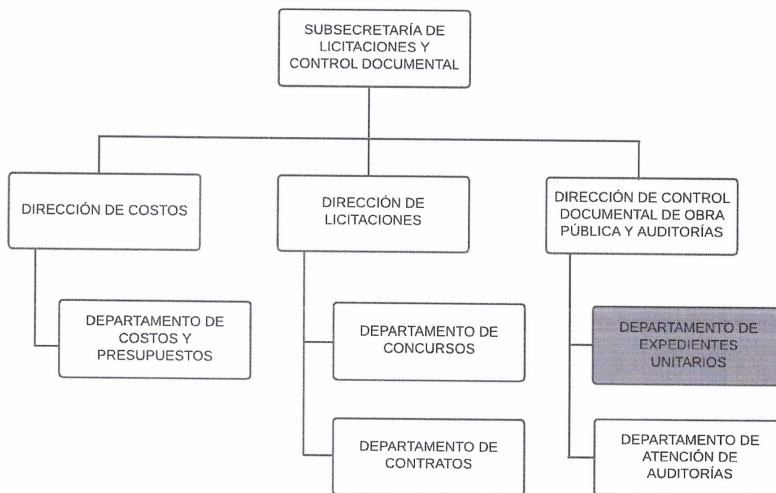 SUBSECRETARÍA DE
LICITACIONES Y
CONTROL DOCUMENTAL
DIRECCIÓN DE COSTOS
DIRECCIÓN DE
LICITACIONES
DIRECCIÓN DE CONTROL
DOCUMENTAL DE OBRA
PÚBLICA Y AUDITORÍAS
DEPARTAMENTO DE
COSTOS Y
PRESUPUESTOS
DEPARTAMENTO DE
CONCURSOS
DEPARTAMENTO DE
EXPEDIENTES
UNITARIOS
DEPARTAMENTO DE
CONTRATOS
DEPARTAMENTO DE
ATENCIÓN DE
AUDITORÍAS